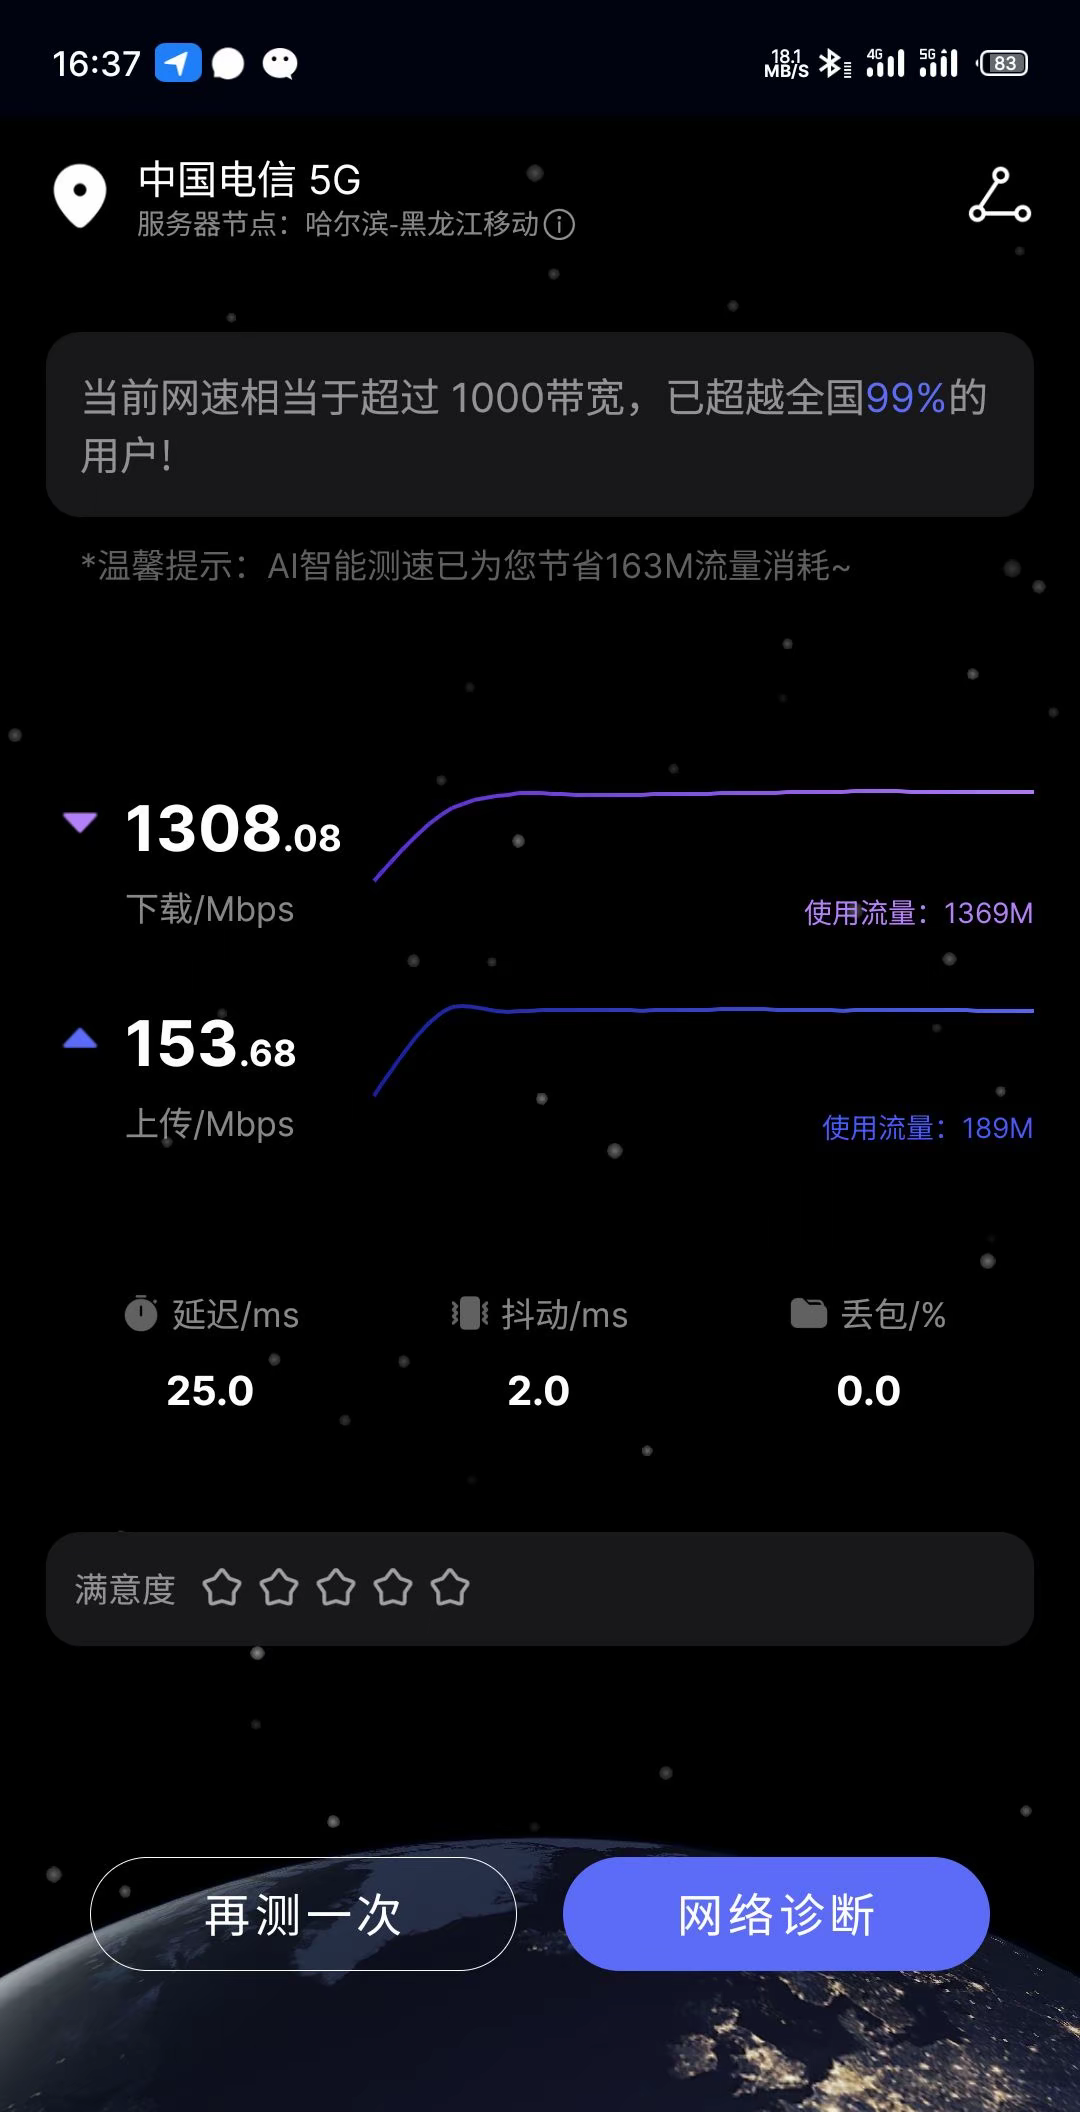 16:37
18.1 MB/S 4G 5G 83
中国电信 5G
服务器节点：哈尔滨-黑龙江移动
当前网速相当于超过 1000带宽，已超越全国99%的
用户！
*温馨提示：AI智能测速已为您节省163M流量消耗~
1308.08
下载/Mbps
使用流量：1369M
153.68
上传/Mbps
使用流量：189M
延迟/ms 抖动/ms 丢包/%
25.0 2.0 0.0
满意度
再测一次 网络诊断